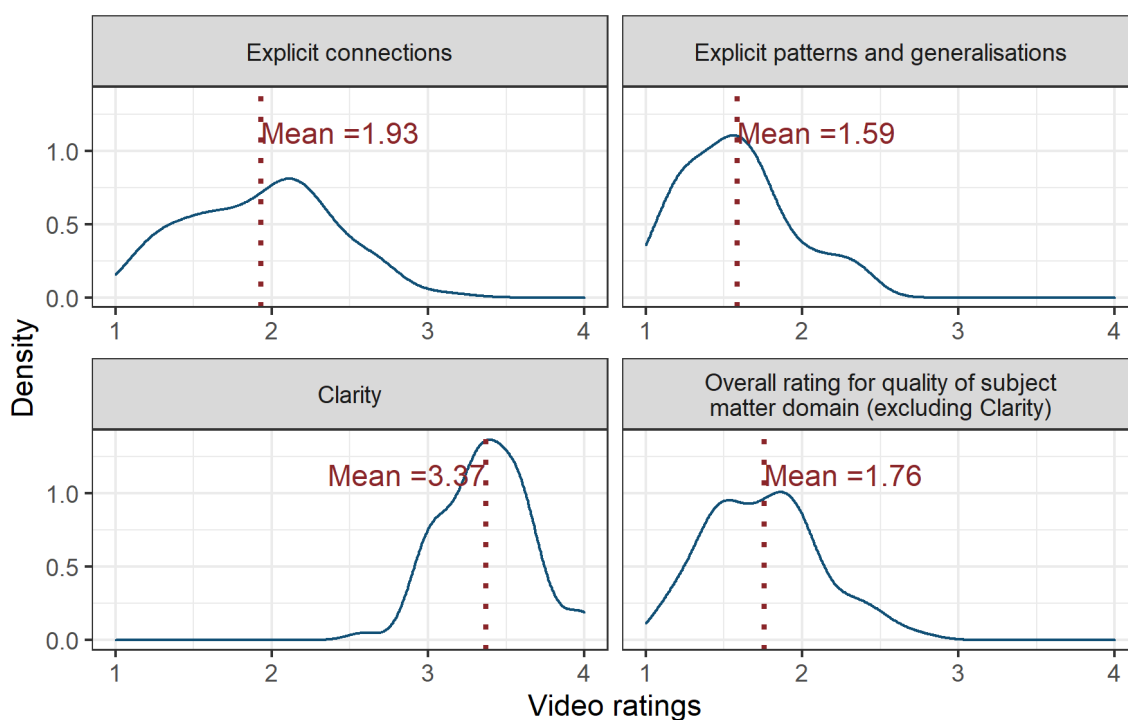 Explicit connections
Explicit patterns and generalisations
Mean =1.93
Mean =1.59
1.0
0.5
0.0
1 2 3 4
1 2 3 4
Density
Clarity
Overall rating for quality of subject
matter domain (excluding Clarity)
Mean =3.37
Mean =1.76
1.0
0.5
0.0
1 2 3 4
1 2 3 4
Video ratings